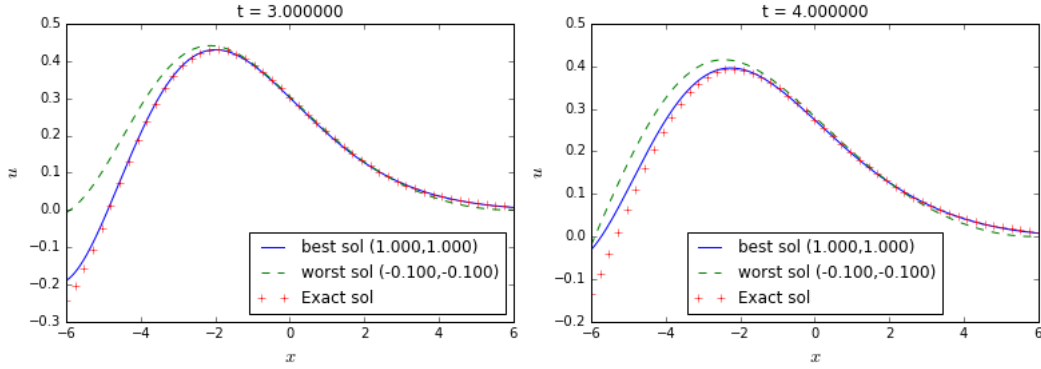 t = 3.000000
0.5
0.4
0.3
0.2
0.1
0.0
−0.1
−0.2
−0.3
u
−6
−4
−2
0
2
4
6
x
best sol (1.000,1.000)
worst sol (-0.100,-0.100)
Exact sol
t = 4.000000
0.5
0.4
0.3
0.2
0.1
0.0
−0.1
−0.2
u
−6
−4
−2
0
2
4
6
x
best sol (1.000,1.000)
worst sol (-0.100,-0.100)
Exact sol